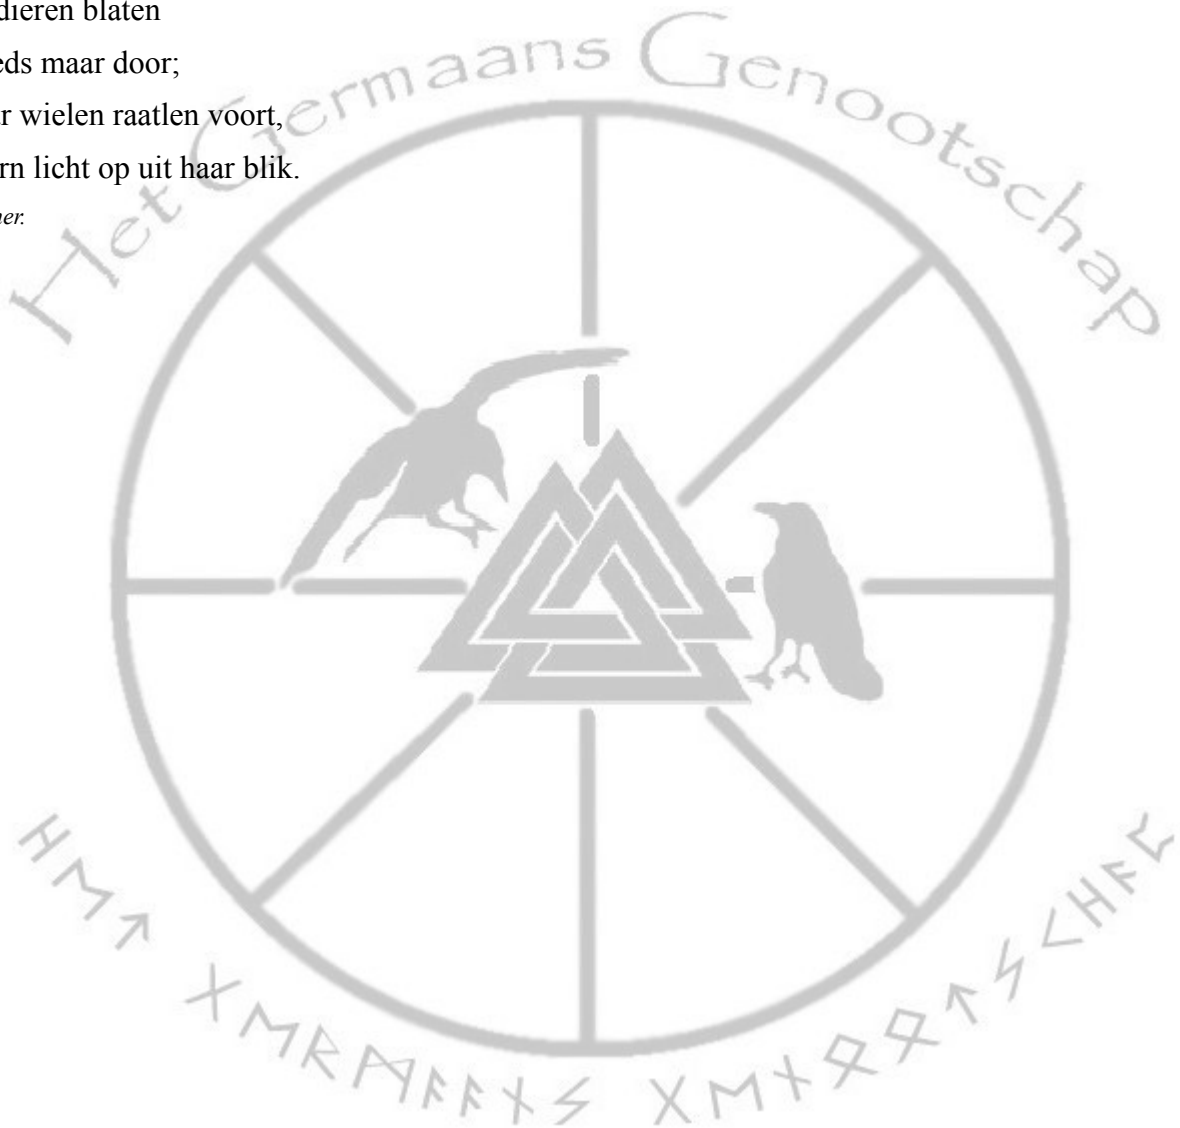 dieren blaten
eds maar door;
r wielen raatlen voort,
rn licht op uit haar blik.
er.
Het Germaans Genootschap
ᚺᛖᛏ ᚷᛖᚱᛗᚨᚨᚾᛊ ᚷᛖᚾᛟᛟᛏᛊᚲᚺᚨᛈ